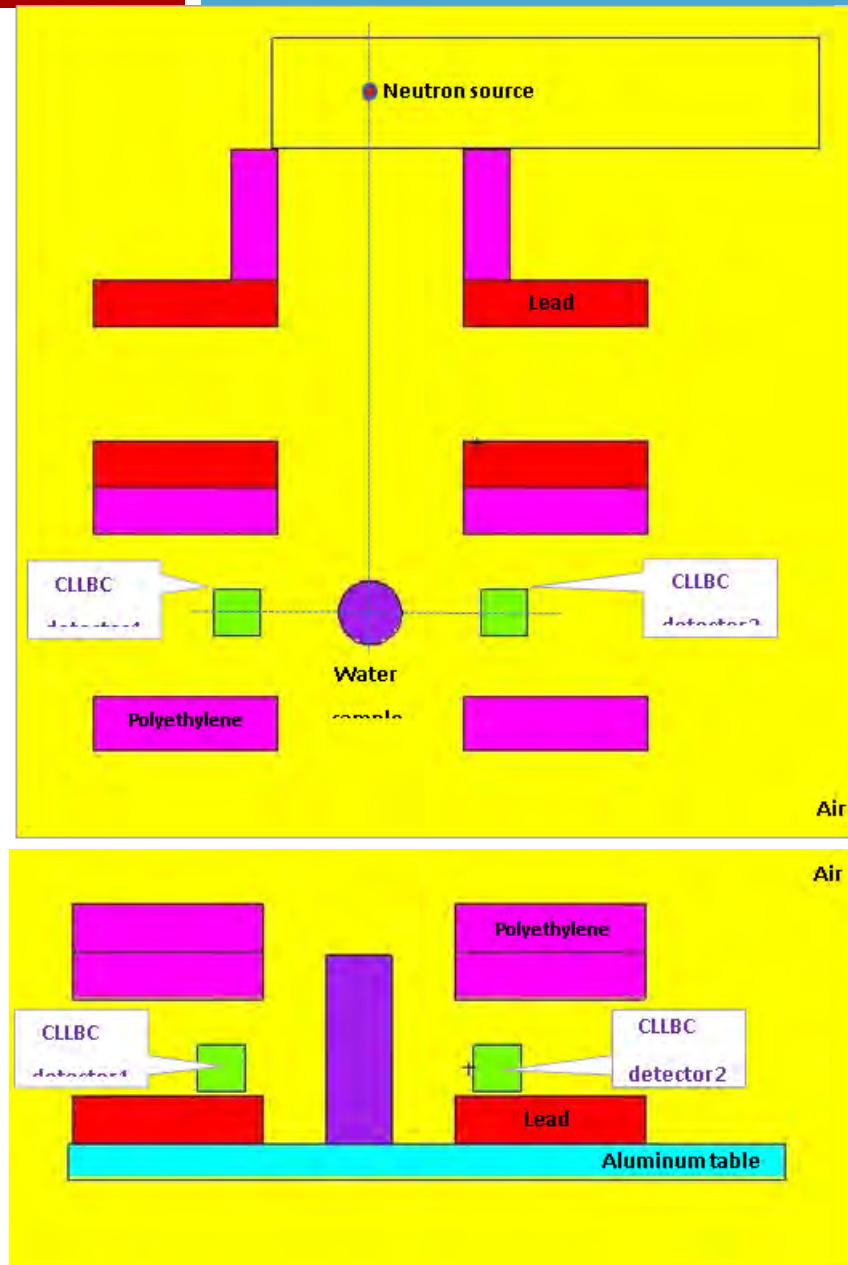 Neutron source
Lead
CLLBC
CLLBC
Water
Polyethylene
Air
Air
Polyethylene
CLLBC
CLLBC
detector2
Lead
Aluminum table